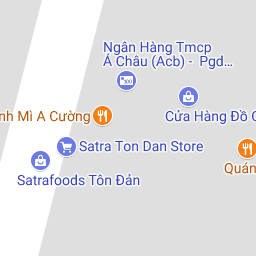 Ngân Hàng Tmcp
Á Châu (Acb) - Pgd…
nh Mì A Cường
Cửa Hàng Đồ C
Satra Ton Dan Store
Quán
Satrafoods Tôn Đản